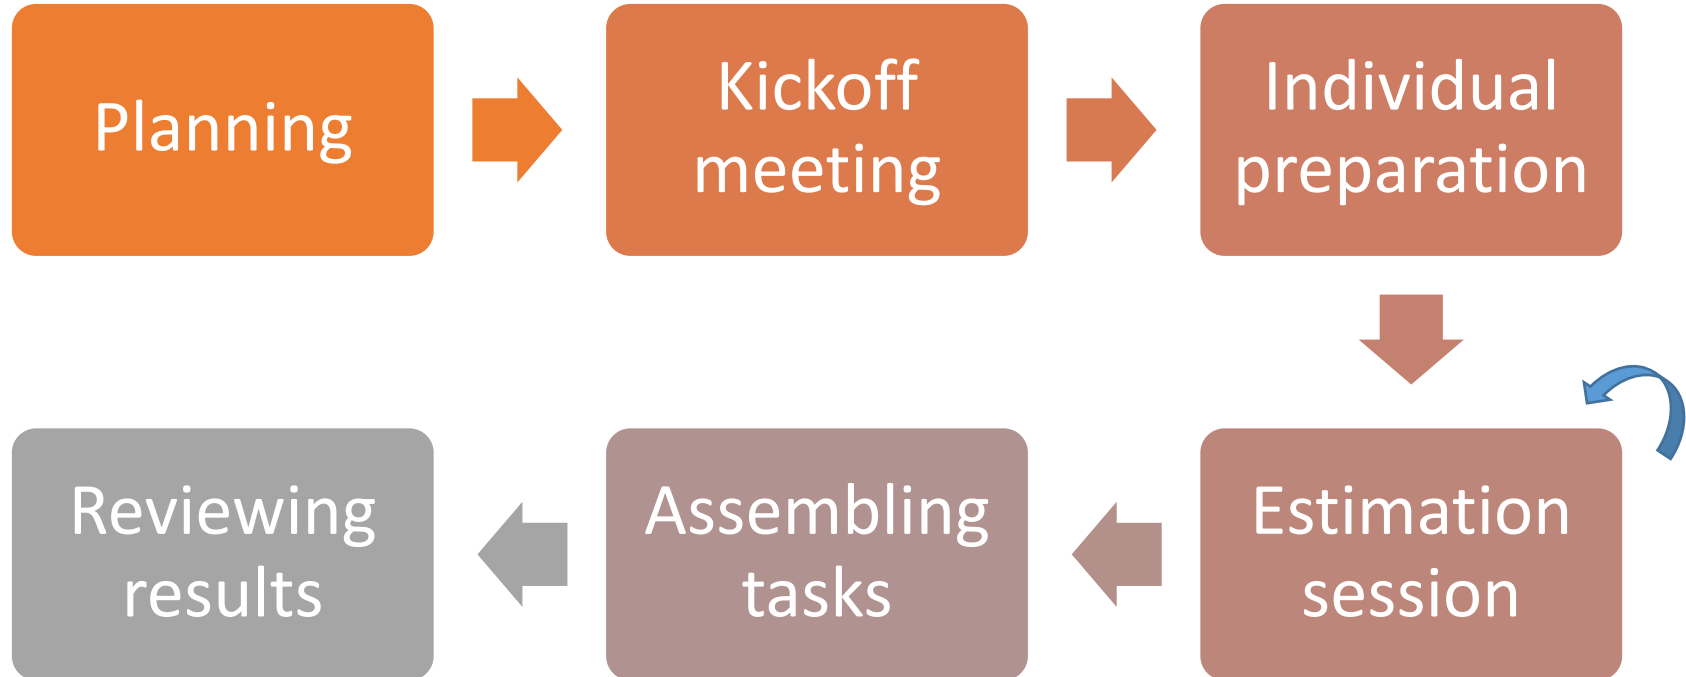 Planning
Kickoff
meeting
Individual
preparation
Estimation
session
Assembling
tasks
Reviewing
results